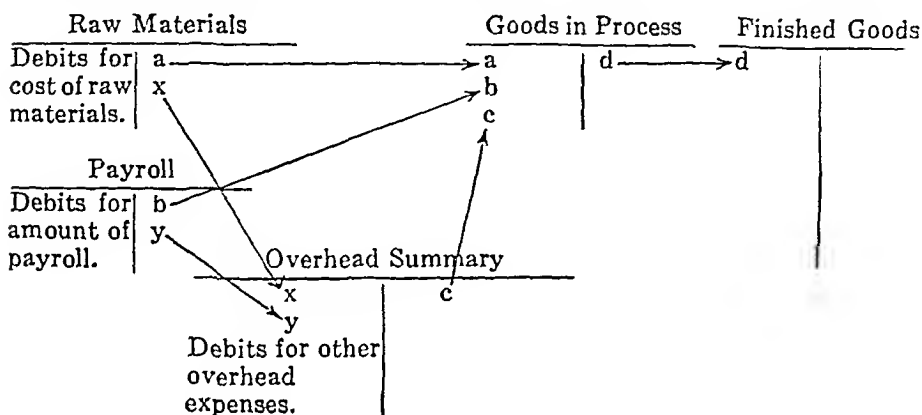 Raw Materials
Goods in Process
Finished Goods
Debits for
cost of raw
materials.
a
x
a
b
c
d
d
Payroll
Debits for
amount of
payroll.
b
y
Overhead Summary
x
y
c
Debits for other
overhead
expenses.